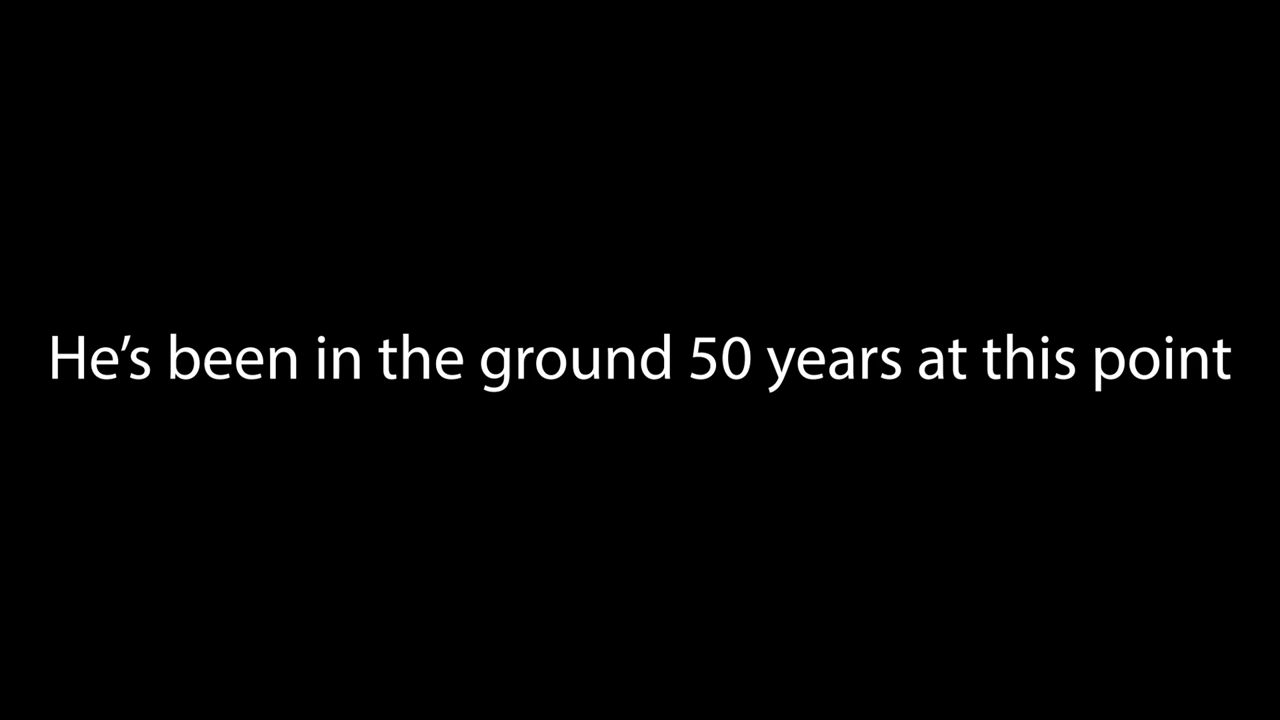 He’s been in the ground 50 years at this point